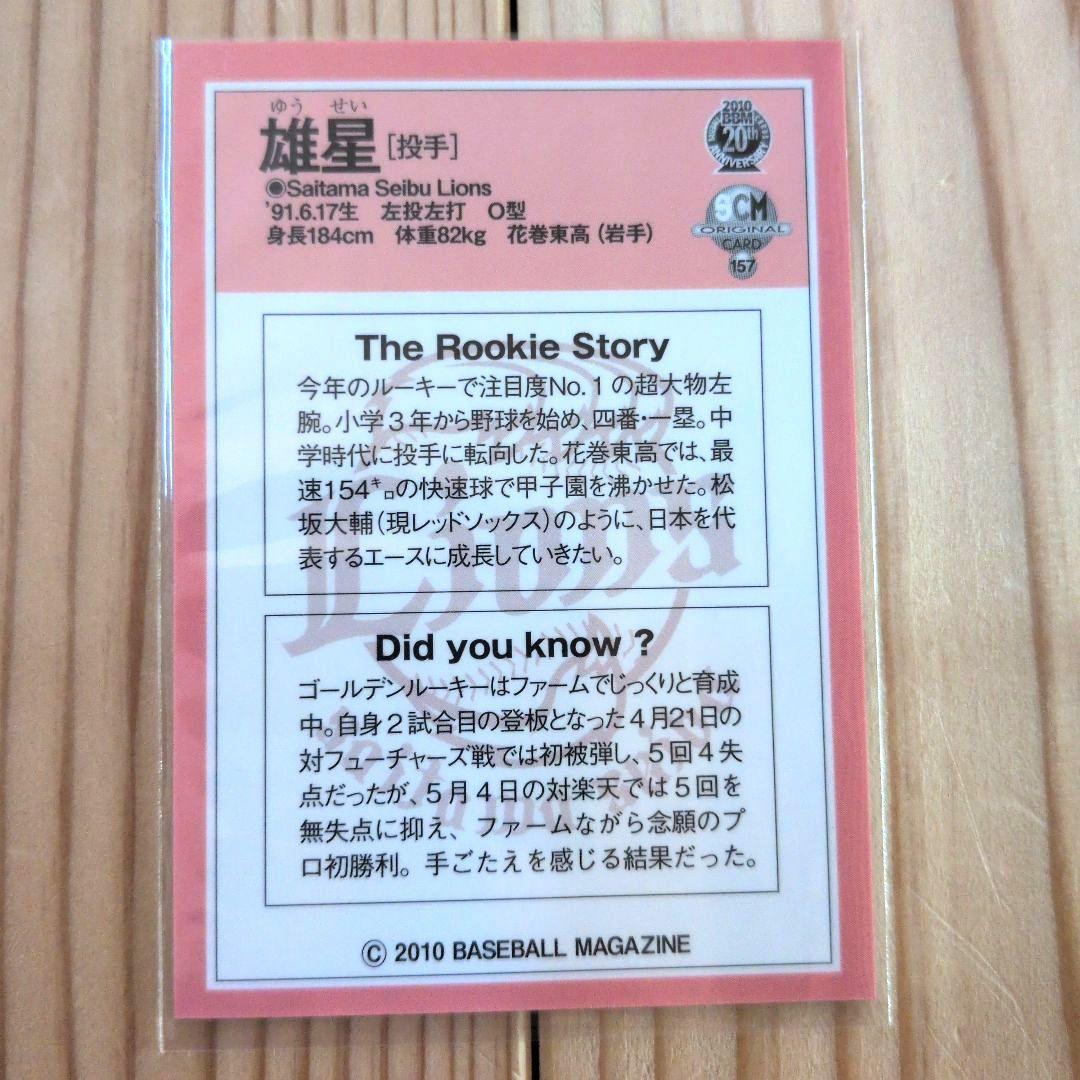 ゆう せい
雄星[投手]
◉Saitama Seibu Lions
'91.6.17生 左投左打 O型
身長184cm 体重82kg 花巻東高(岩手)
2010
BBM
20th
ANNIVERSARY
SCM
ORIGINAL
CARD
157
The Rookie Story
今年のルーキーで注目度No.1の超大物左
腕。小学3年から野球を始め、四番・一塁。中
学時代に投手に転向した。花巻東高では、最
速154㌔の快速球で甲子園を沸かせた。松
坂大輔(現レッドソックス)のように、日本を代
表するエースに成長していきたい。
Lions
Did you know ?
ゴールデンルーキーはファームでじっくりと育成
中。自身2試合目の登板となった4月21日の
対フューチャーズ戦では初被弾し、5回4失
点だったが、5月4日の対楽天では5回を
無失点に抑え、ファームながら念願のプ
ロ初勝利。手ごたえを感じる結果だった。
© 2010 BASEBALL MAGAZINE